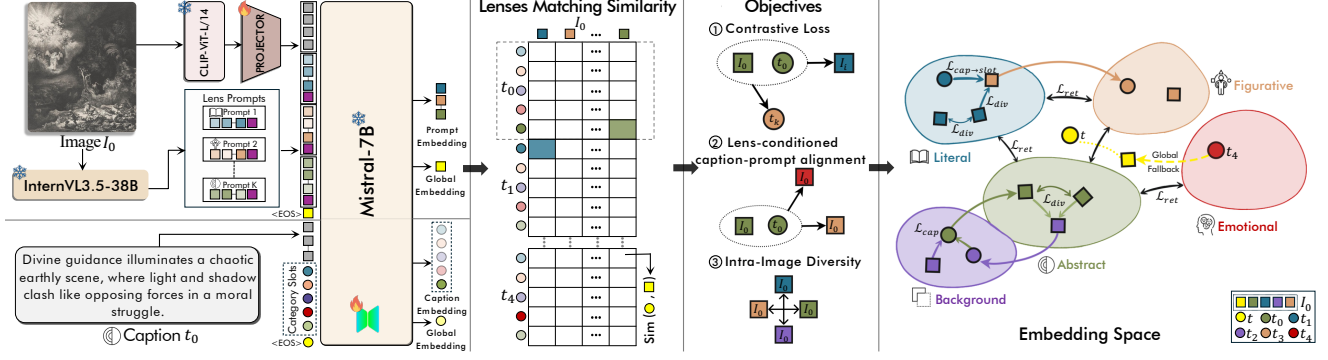 Image I₀
CLIP-ViT-L/14
PROJECTOR
InternVL3.5-38B
Lens Prompts
Prompt 1
Prompt 2
Prompt K
<EOS>
Divine guidance illuminates a chaotic
earthly scene, where light and shadow
clash like opposing forces in a moral
struggle.
Caption t₀
Category Slots
<EOS>
Mistral-7B
Prompt
Embedding
Global
Embedding
Caption
Embedding
Global
Embedding
Lenses Matching Similarity
I₀
...
t₀
t₁
t₄
Sim ( , )
Objectives
① Contrastive Loss
I₀ t₀ Iᵢ
tₖ
② Lens-conditioned
caption-prompt alignment
I₀
I₀ t₀ I₀
③ Intra-Image Diversity
I₀
I₀ I₀
I₀
ℒcap→slot
ℒdiv
ℒdiv
Literal
ℒret
Figurative
ℒret
t
Global
Fallback
t₄
Emotional
ℒret
ℒdiv
Abstract
ℒcap
Background
Embedding Space
I₀
t t₀ t₁
t₂ t₃ t₄